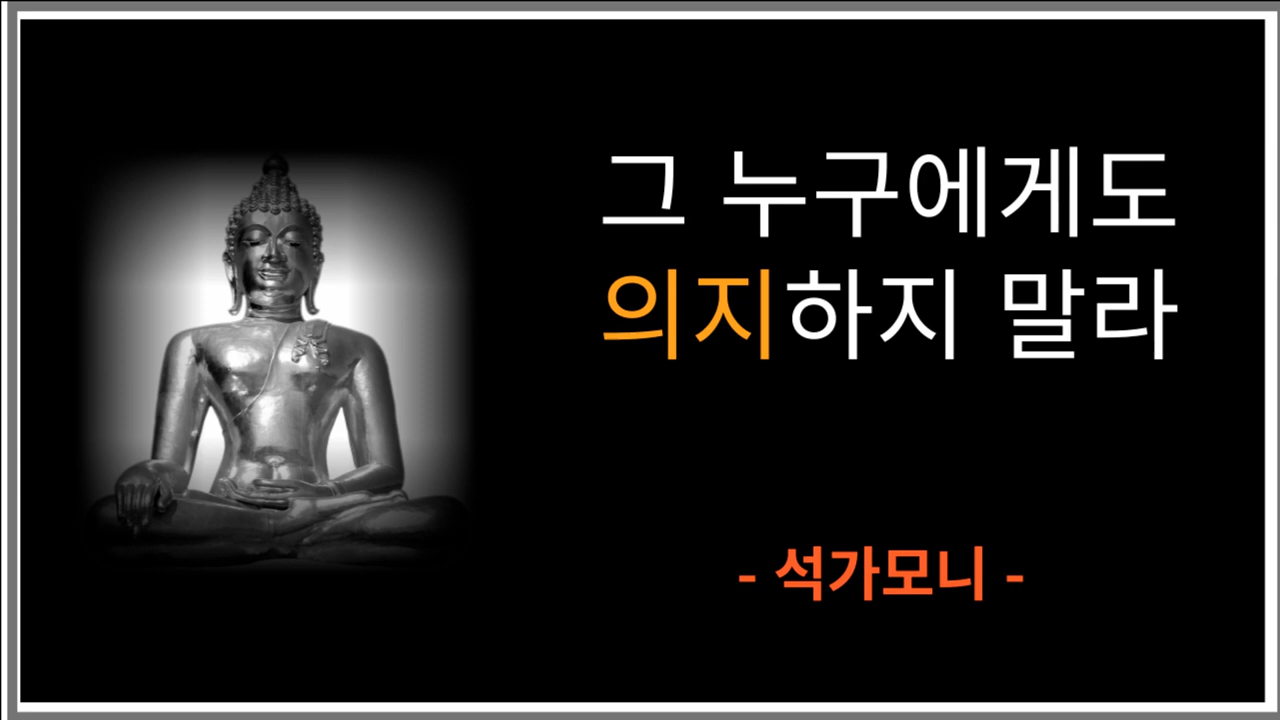 그 누구에게도
의지하지 말라
- 석가모니 -